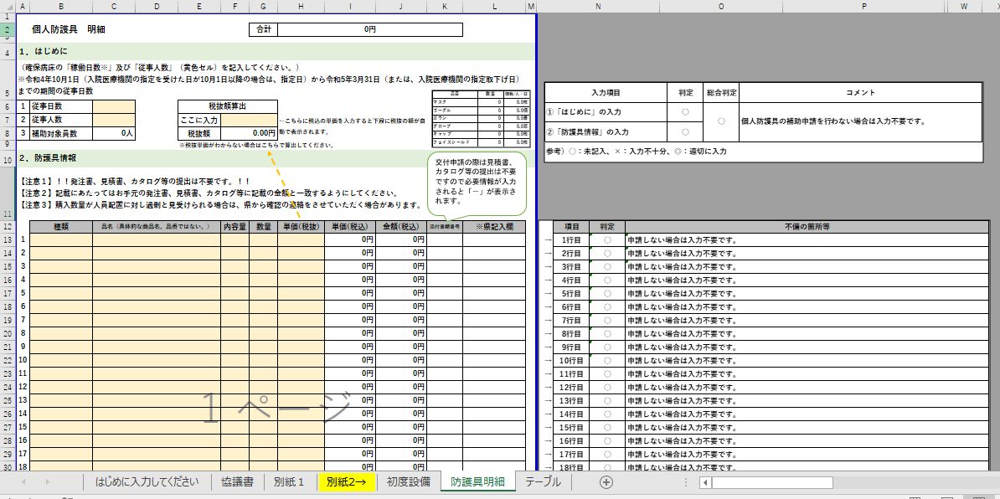 A B C D E F G H I J K L M N O P W
1
2 個人防護具　明細 合計 0円
3
4 1．はじめに
（確保病床の「稼働日数※」及び「従事人数」（黄色セル）を記入してください。）
※令和4年10月1日（入院医療機関の指定を受けた日が10月1日以降の場合は、指定日）から令和5年3月31日（または、入院医療機関の指定取下げ日）
5 までの期間の従事日数
6 1 従事日数 税抜額算出
7 2 従事人数 ここに入力 ←こちらに税込の単価を入力すると下段に税抜の額が自
8 3 補助対象員数 0人 税抜額 0.00円 動で表示されます。
9 ※税抜単価がわからない場合はこちらで算出してください。
品目 数量 個数/人・日
マスク 0 0.0枚
ゴーグル 0 0.0個
ガウン 0 0.0着
グローブ 0 0.0双
キャップ 0 0.0枚
フェイスシールド 0 0.0枚
入力項目 判定 総合判定 コメント
①「はじめに」の入力 ○ ○ 個人防護具の補助申請を行わない場合は入力不要です。
②「防護具情報」の入力 ○
参考）○：未記入、×：入力不十分、◎：適切に入力
10 2．防護具情報
交付申請の際は見積書、
カタログ等の提出は不要
ですので必要情報が入力
されると「－」が表示さ
れます。
【注意１】！！発注書、見積書、カタログ等の提出は不要です。！！
【注意２】記載にあたってはお手元の発注書、見積書、カタログ等に記載の金額と一致するようにしてください。
11 【注意３】購入数量が人員配置に対し過剰と見受けられる場合は、県から確認の連絡をさせていただく場合があります。
12 種類 品名（具体的な商品名。品番ではない。） 内容量 数量 単価(税抜) 単価(税込) 金額(税込) 添付書類番号 ※県記入欄 項目 判定 不備の箇所等
13 1 0円 0円 → 1行目 ○ 申請しない場合は入力不要です。
14 2 0円 0円 → 2行目 ○ 申請しない場合は入力不要です。
15 3 0円 0円 → 3行目 ○ 申請しない場合は入力不要です。
16 4 0円 0円 → 4行目 ○ 申請しない場合は入力不要です。
17 5 0円 0円 → 5行目 ○ 申請しない場合は入力不要です。
18 6 0円 0円 → 6行目 ○ 申請しない場合は入力不要です。
19 7 0円 0円 → 7行目 ○ 申請しない場合は入力不要です。
20 8 0円 0円 → 8行目 ○ 申請しない場合は入力不要です。
21 9 0円 0円 → 9行目 ○ 申請しない場合は入力不要です。
22 10 0円 0円 → 10行目 ○ 申請しない場合は入力不要です。
23 11 0円 0円 → 11行目 ○ 申請しない場合は入力不要です。
24 12 0円 0円 → 12行目 ○ 申請しない場合は入力不要です。
25 13 0円 0円 → 13行目 ○ 申請しない場合は入力不要です。
26 14 0円 0円 → 14行目 ○ 申請しない場合は入力不要です。
27 15 0円 0円 → 15行目 ○ 申請しない場合は入力不要です。
28 16 0円 0円 → 16行目 ○ 申請しない場合は入力不要です。
29 17 0円 0円 → 17行目 ○ 申請しない場合は入力不要です。
30 18 0円 0円 → 18行目 ○ 申請しない場合は入力不要です。
1 ページ
はじめに入力してください 協議書 別紙１ 別紙2→ 初度設備 防護具明細 テーブル